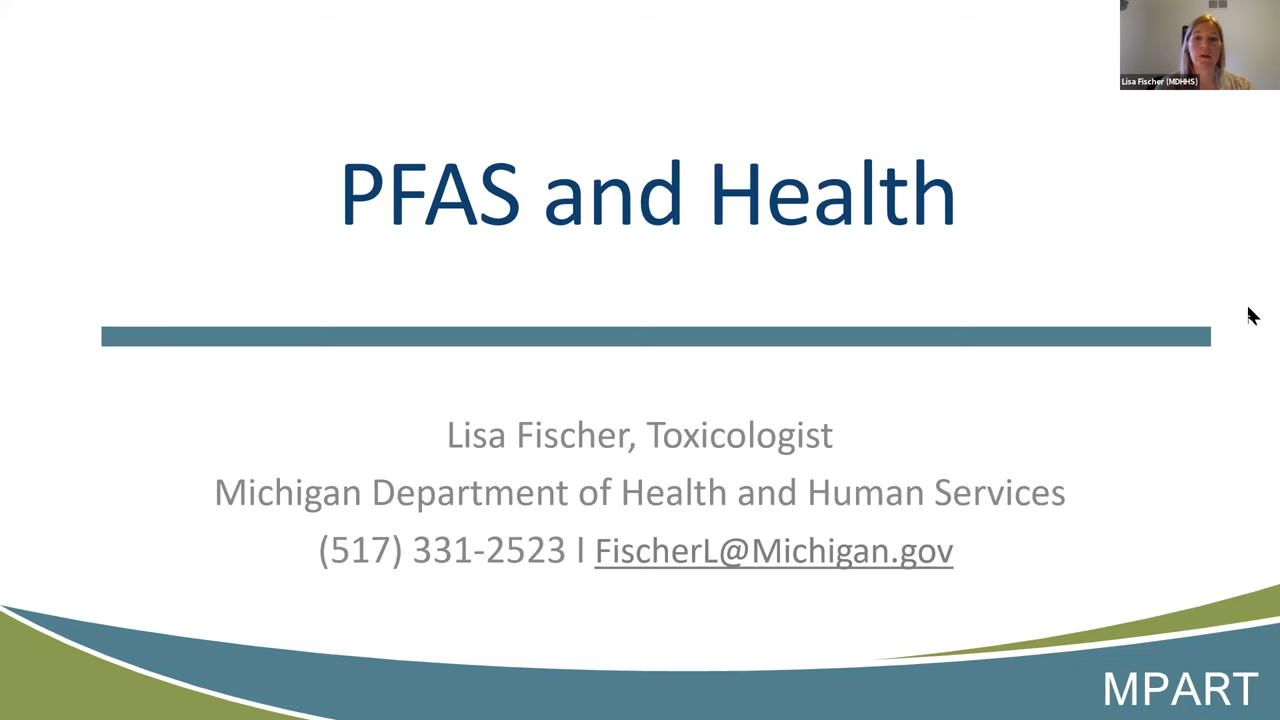 Lisa Fischer (MDHHS)
PFAS and Health
Lisa Fischer, Toxicologist
Michigan Department of Health and Human Services
(517) 331-2523 I FischerL@Michigan.gov
MPART